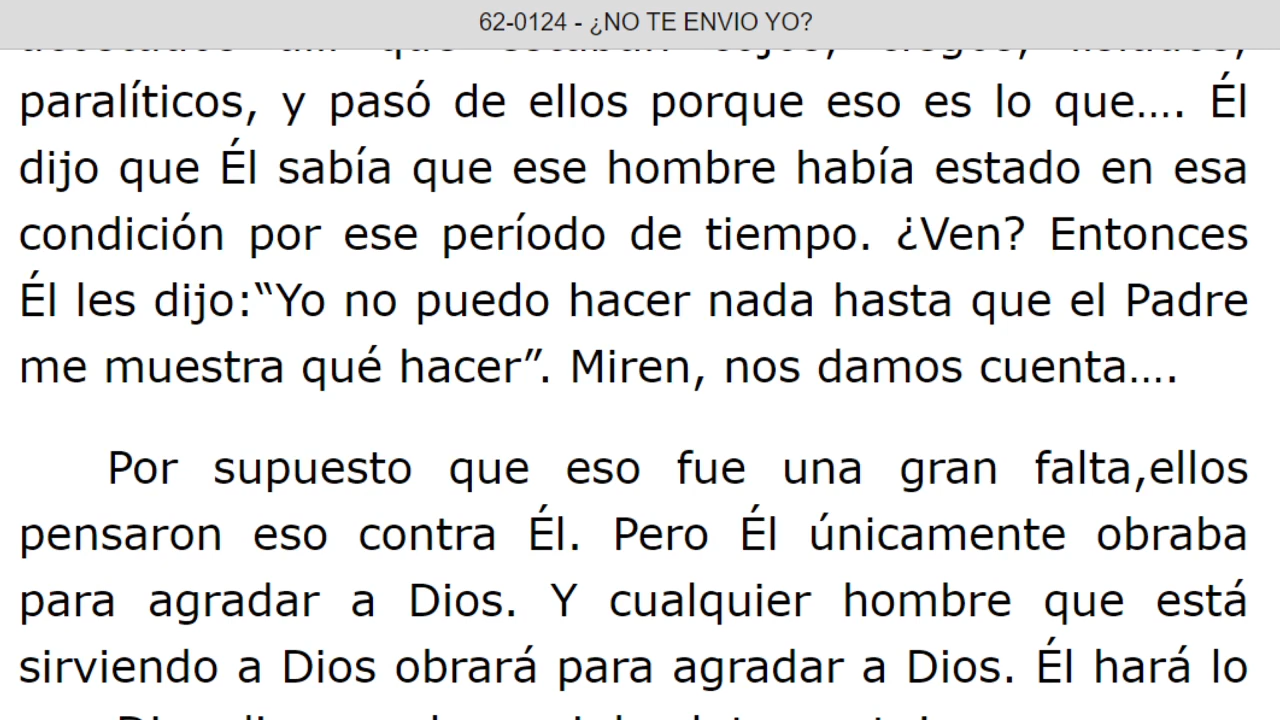 62-0124 - ¿NO TE ENVIO YO?
paralíticos, y pasó de ellos porque eso es lo que.... Él
dijo que Él sabía que ese hombre había estado en esa
condición por ese período de tiempo. ¿Ven? Entonces
Él les dijo:“Yo no puedo hacer nada hasta que el Padre
me muestra qué hacer”. Miren, nos damos cuenta....
Por supuesto que eso fue una gran falta,ellos
pensaron eso contra Él. Pero Él únicamente obraba
para agradar a Dios. Y cualquier hombre que está
sirviendo a Dios obrará para agradar a Dios. Él hará lo